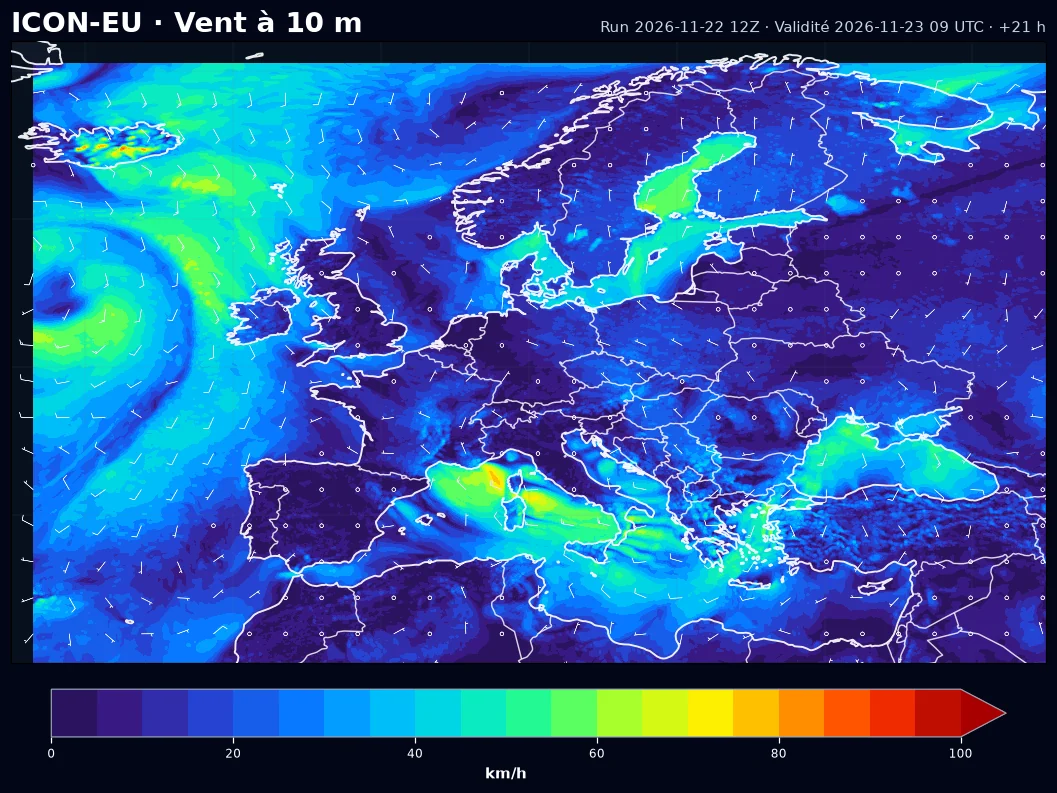 ICON-EU · Vent à 10 m
Run 2026-11-22 12Z · Validité 2026-11-23 09 UTC · +21 h
0 20 40 60 80 100
km/h